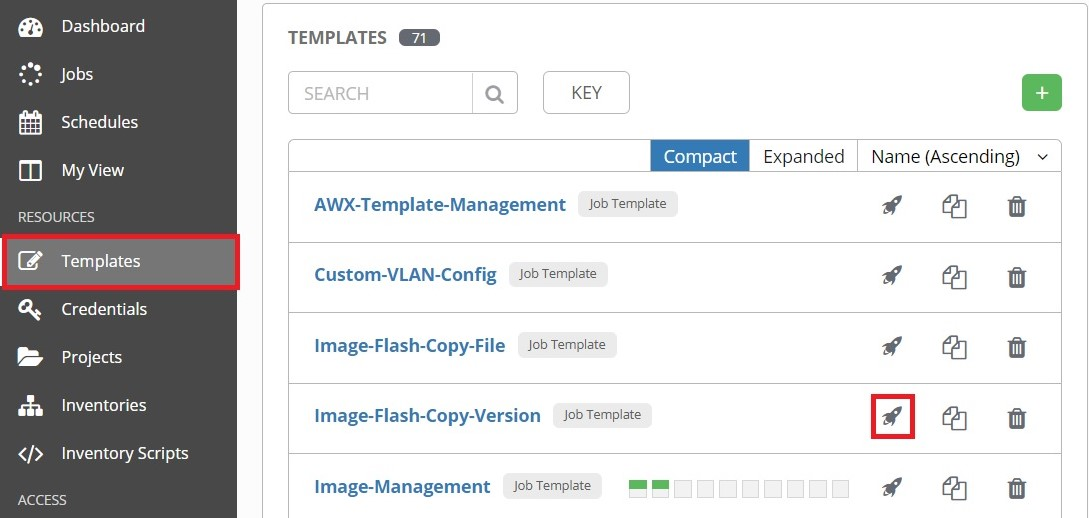 Dashboard
Jobs
Schedules
My View
RESOURCES
Templates
Credentials
Projects
Inventories
Inventory Scripts
ACCESS
TEMPLATES 71
SEARCH KEY +
Compact Expanded Name (Ascending)
AWX-Template-Management Job Template
Custom-VLAN-Config Job Template
Image-Flash-Copy-File Job Template
Image-Flash-Copy-Version Job Template
Image-Management Job Template